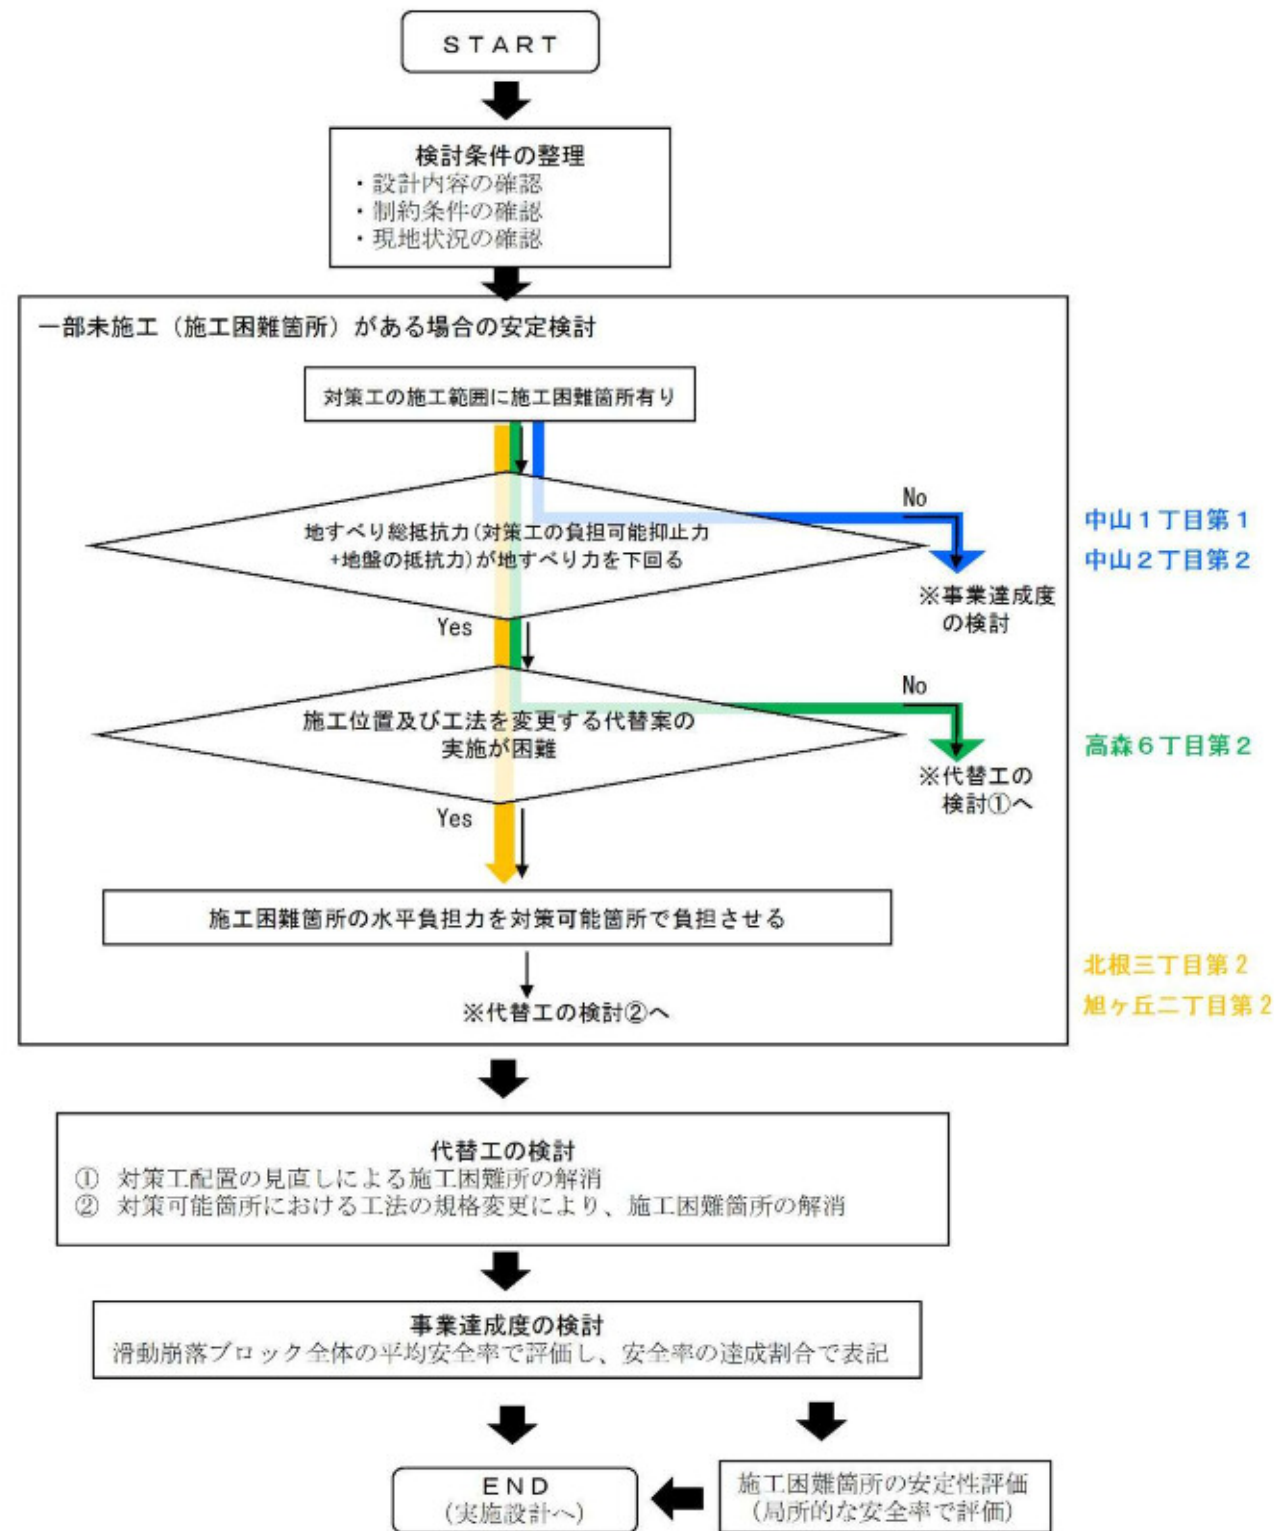 ＳＴＡＲＴ
検討条件の整理
・設計内容の確認
・制約条件の確認
・現地状況の確認
一部未施工（施工困難箇所）がある場合の安定検討
対策工の施工範囲に施工困難箇所有り
地すべり総抵抗力(対策工の負担可能抑止力
+地盤の抵抗力)が地すべり力を下回る
No
※事業達成度
の検討
中山１丁目第１
中山２丁目第２
Yes
施工位置及び工法を変更する代替案の
実施が困難
No
※代替工の
検討①へ
高森６丁目第２
Yes
施工困難箇所の水平負担力を対策可能箇所で負担させる
※代替工の検討②へ
北根三丁目第２
旭ヶ丘二丁目第２
代替工の検討
① 対策工配置の見直しによる施工困難所の解消
② 対策可能箇所における工法の規格変更により、施工困難箇所の解消
事業達成度の検討
滑動崩落ブロック全体の平均安全率で評価し、安全率の達成割合で表記
ＥＮＤ
(実施設計へ)
施工困難箇所の安定性評価
(局所的な安全率で評価)